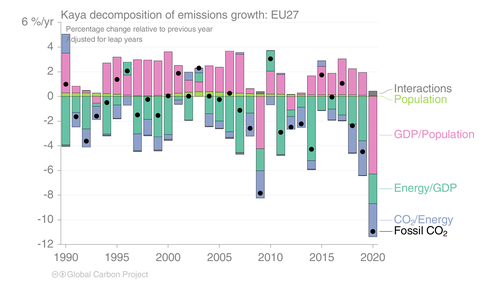 Kaya decomposition of emissions growth: EU27
6 %/yr
Percentage change relative to previous year
Adjusted for leap years
4
2
0
-2
-4
-6
-8
-10
-12
Interactions
Population
GDP/Population
Energy/GDP
CO₂/Energy
Fossil CO₂
1990 1995 2000 2005 2010 2015 2020
Global Carbon Project